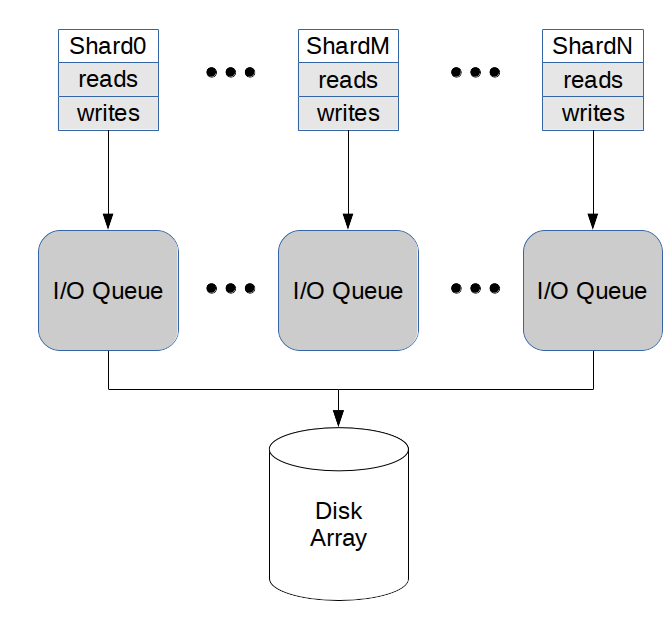 Shard0
reads
writes
ShardM
reads
writes
ShardN
reads
writes
I/O Queue
I/O Queue
I/O Queue
Disk
Array